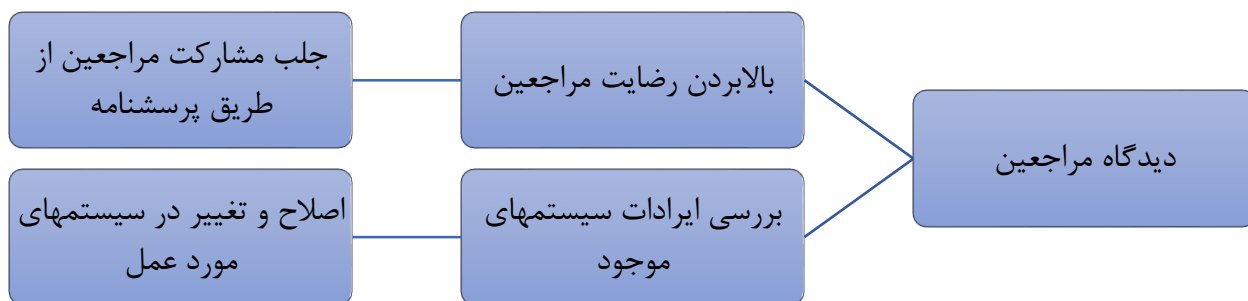 دیدگاه مراجعین
بالابردن رضایت مراجعین
جلب مشارکت مراجعین از
طریق پرسشنامه
بررسی ایرادات سیستمهای
موجود
اصلاح و تغییر در سیستمهای
مورد عمل